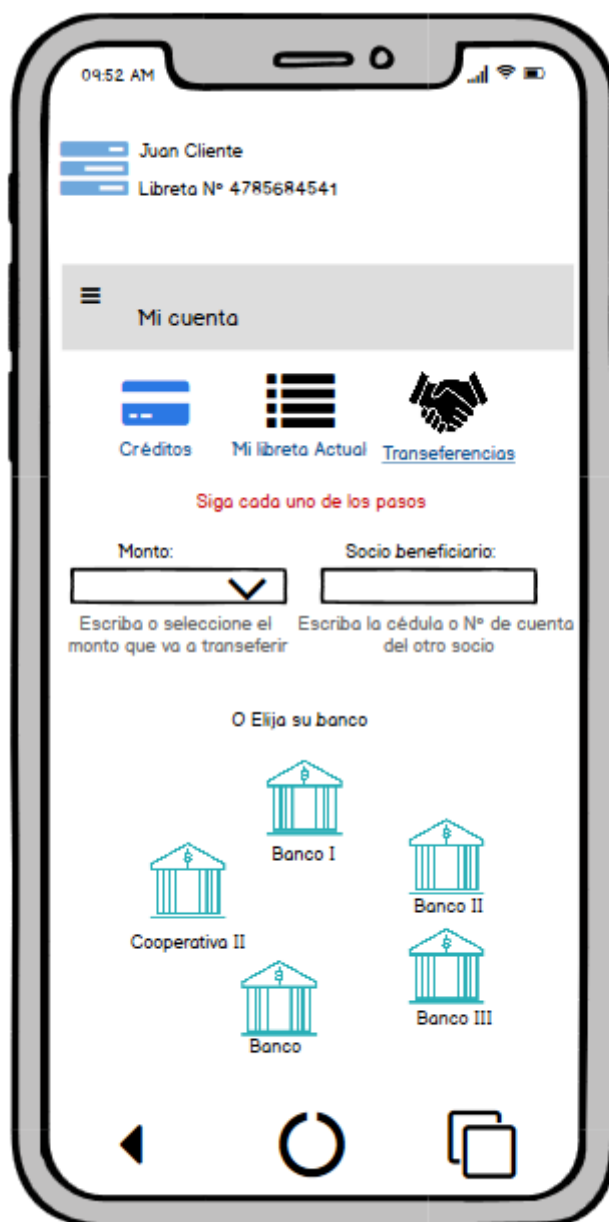 09:52 AM
Juan Cliente
Libreta Nº 4785684541
Mi cuenta
Créditos
Mi libreta Actual
Transeferencias
Siga cada uno de los pasos
Monto:
Socio beneficiario:
Escriba o seleccione el
monto que va a transeferir
Escriba la cédula o Nº de cuenta
del otro socio
O Elija su banco
Banco I
Banco II
Cooperativa II
Banco III
Banco